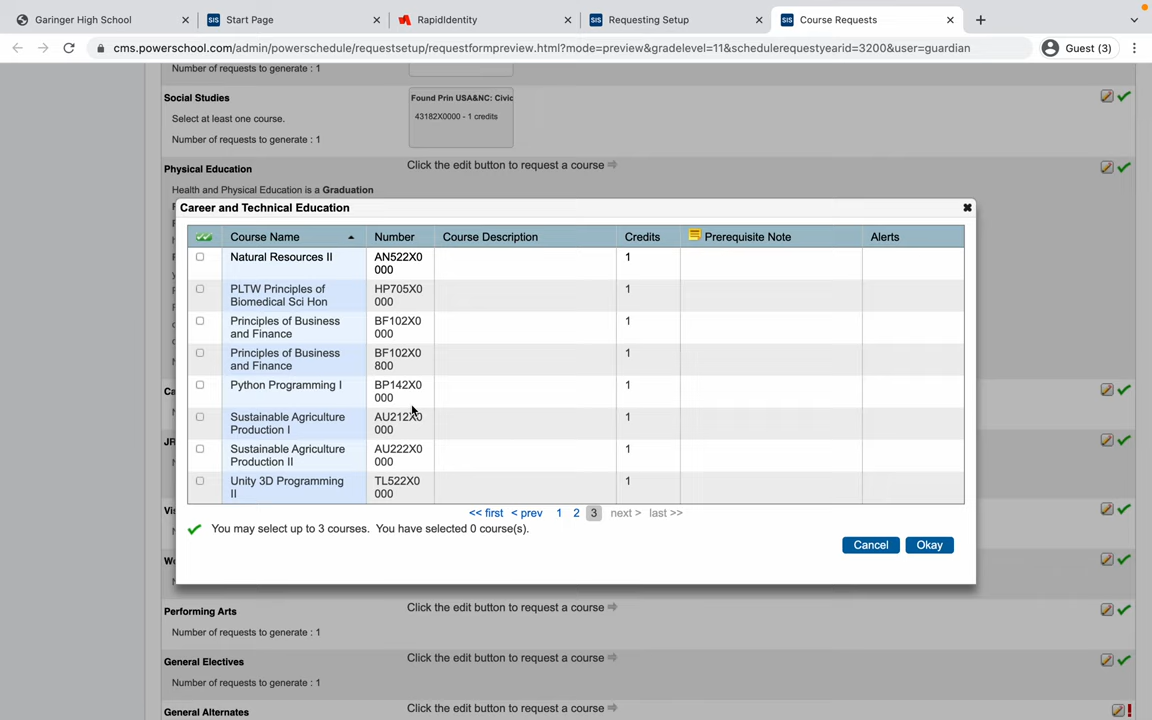 Garinger High School
Start Page
RapidIdentity
Requesting Setup
Course Requests
cms.powerschool.com/admin/powerschedule/requestsetup/requestformpreview.html?mode=preview&gradelevel=11&schedulerequestyearid=3200&user=guardian
Guest (3)
Number of requests to generate : 1
Social Studies
Found Prin USA&NC: Civic
Select at least one course.
43182X0000 - 1 credits
Number of requests to generate : 1
Physical Education
Click the edit button to request a course
Health and Physical Education is a Graduation
Career and Technical Education
Course Name
Number
Course Description
Credits
Prerequisite Note
Alerts
Natural Resources II
AN522X0
000
1
PLTW Principles of
Biomedical Sci Hon
HP705X0
000
1
Principles of Business
and Finance
BF102X0
000
1
Principles of Business
and Finance
BF102X0
800
1
Python Programming I
BP142X0
000
1
Sustainable Agriculture
Production I
AU212X0
000
1
Sustainable Agriculture
Production II
AU222X0
000
1
Unity 3D Programming
II
TL522X0
000
1
<< first < prev 1 2 3 next > last >>
You may select up to 3 courses. You have selected 0 course(s).
Cancel
Okay
Ca
JR
Vis
Wo
Performing Arts
Click the edit button to request a course
Number of requests to generate : 1
General Electives
Click the edit button to request a course
Number of requests to generate : 1
General Alternates
Click the edit button to request a course